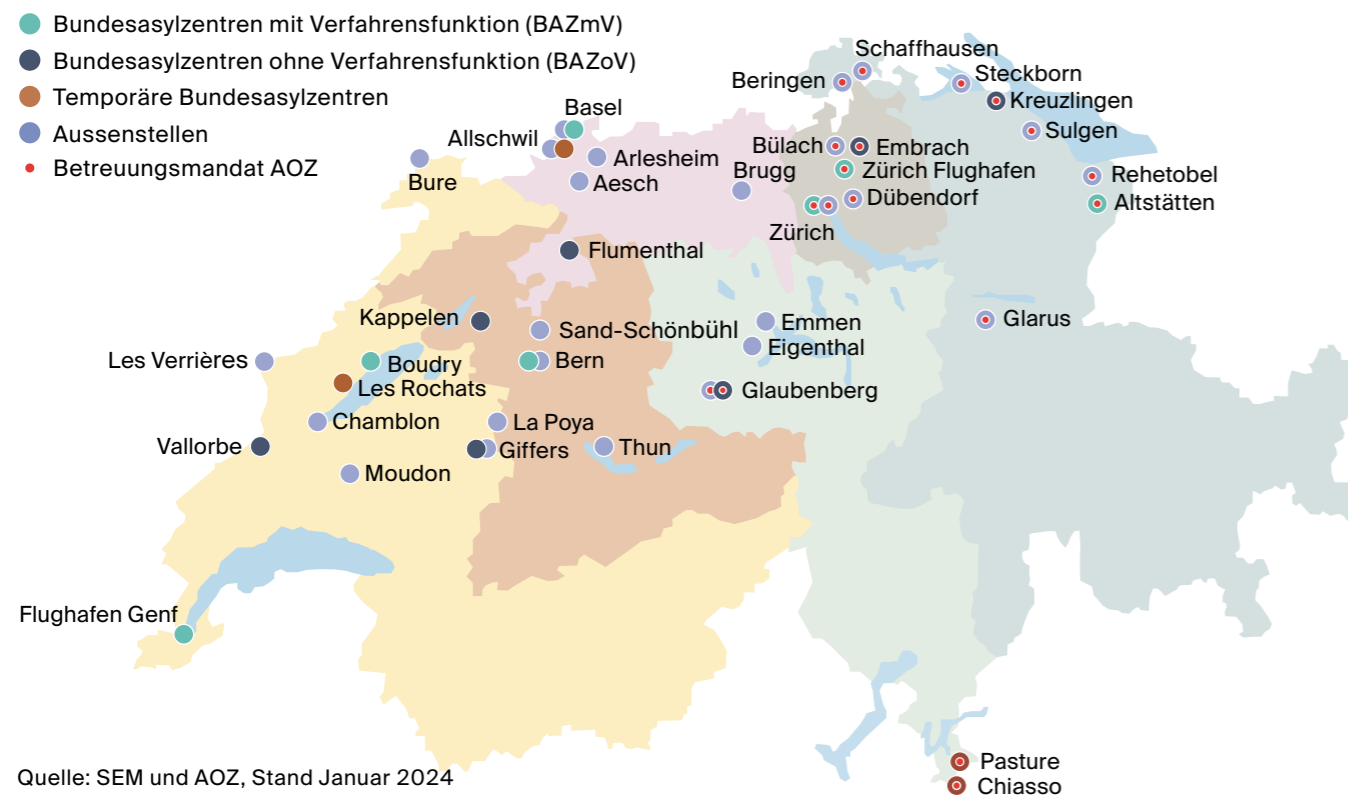 Bundesasylzentren mit Verfahrensfunktion (BAZmV)
Bundesasylzentren ohne Verfahrensfunktion (BAZoV)
Temporäre Bundesasylzentren
Aussenstellen
Betreuungsmandat AOZ
Schaffhausen
Beringen
Steckborn
Kreuzlingen
Sulgen
Basel
Allschwil
Arlesheim
Aesch
Bure
Brugg
Bülach
Embrach
Zürich Flughafen
Dübendorf
Zürich
Rehetobel
Altstätten
Flumenthal
Kappelen
Sand-Schönbühl
Bern
Emmen
Eigenthal
Glarus
Les Verrières
Boudry
Les Rochats
Glaubenberg
Chamblon
La Poya
Vallorbe
Giffers
Thun
Moudon
Flughafen Genf
Pasture
Chiasso
Quelle: SEM und AOZ, Stand Januar 2024